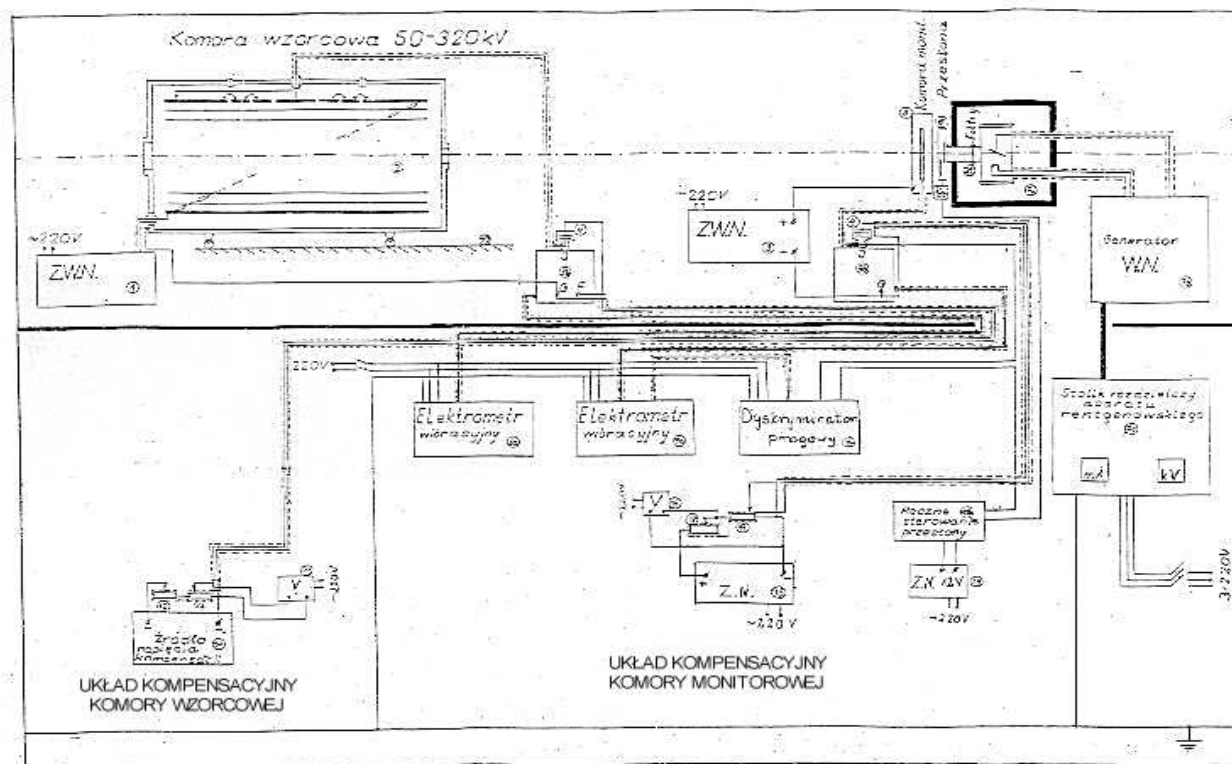 Komora wzorcowa 50-320kV
Komora monit.
Przesłona
Filtry
~220V
Z.W.N.
~220V
Z.W.N.
+
-
G
Generator
W.N.
220V
Elektrometr
wibracyjny
Elektrometr
wibracyjny
Dyskryminator
progowy
Stolik rozdzielczy
aparatu
rentgenowskiego
mA
kV
~220V
V
Ręczne
sterowanie
przesłony
+
-
Z.N.
~220V
Z.N. 12V
~220V
V
~220V
Źródło
napięcia
kompensacji
UKŁAD KOMPENSACYJNY
KOMORY WZORCOWEJ
UKŁAD KOMPENSACYJNY
KOMORY MONITOROWEJ